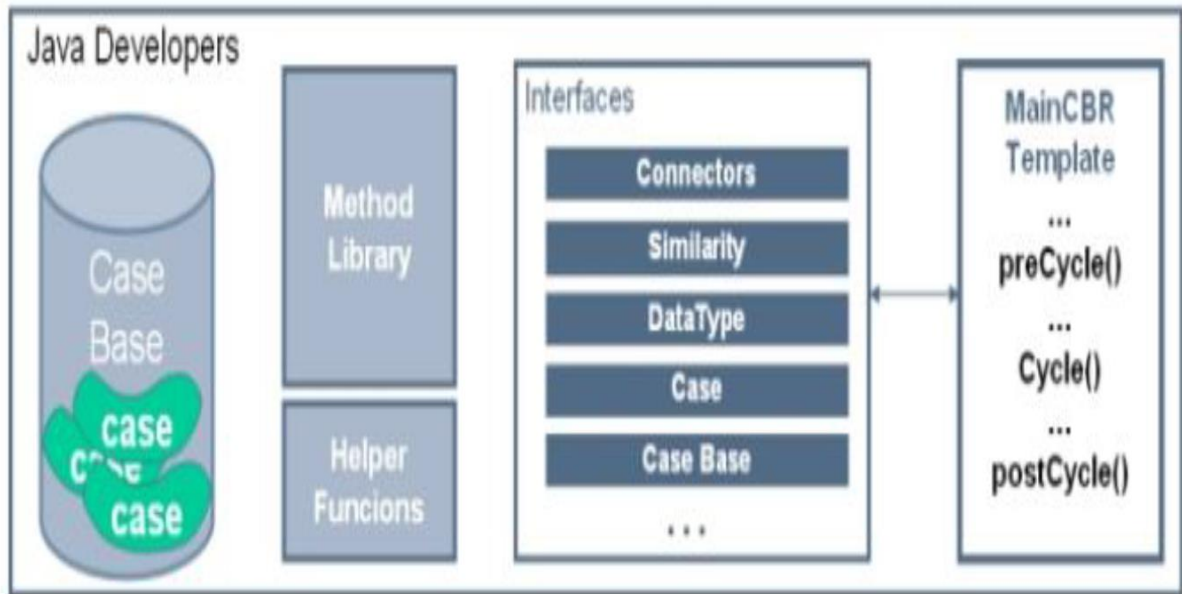 Java Developers
Case
Base
case
case
case
Method
Library
Helper
Funcions
Interfaces
Connectors
Similarity
DataType
Case
Case Base
...
MainCBR
Template
...
preCycle()
...
Cycle()
...
postCycle()